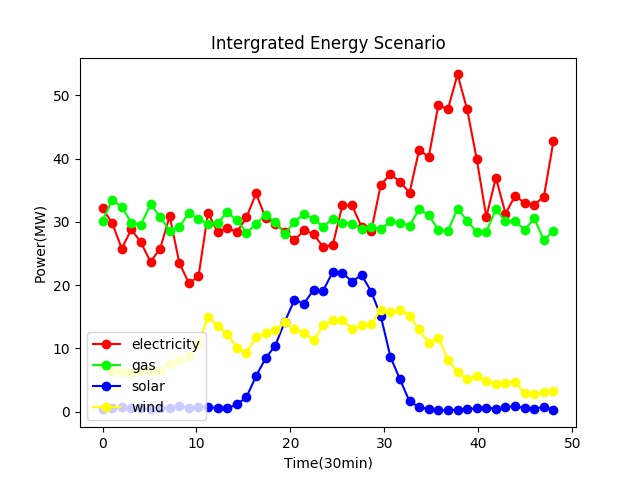 Intergrated Energy Scenario
Power(MW)
50
40
30
20
10
0
electricity
gas
solar
wind
0 10 20 30 40 50
Time(30min)